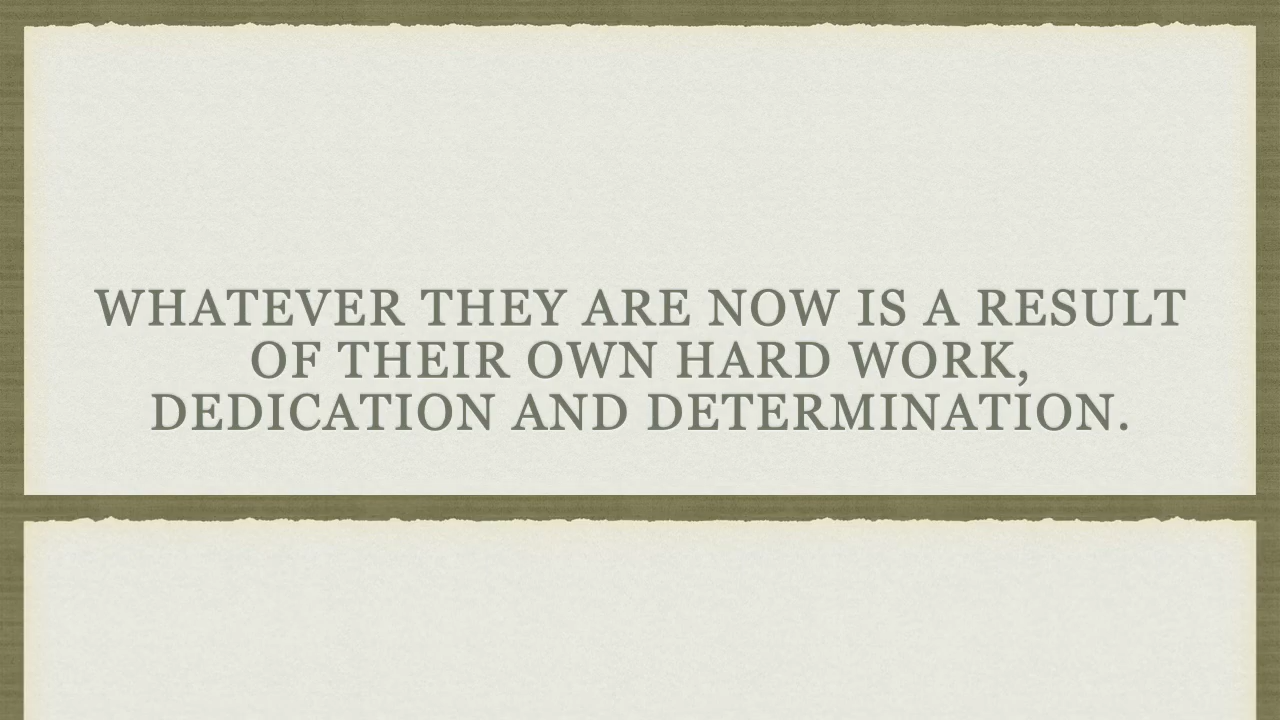 WHATEVER THEY ARE NOW IS A RESULT
OF THEIR OWN HARD WORK,
DEDICATION AND DETERMINATION.